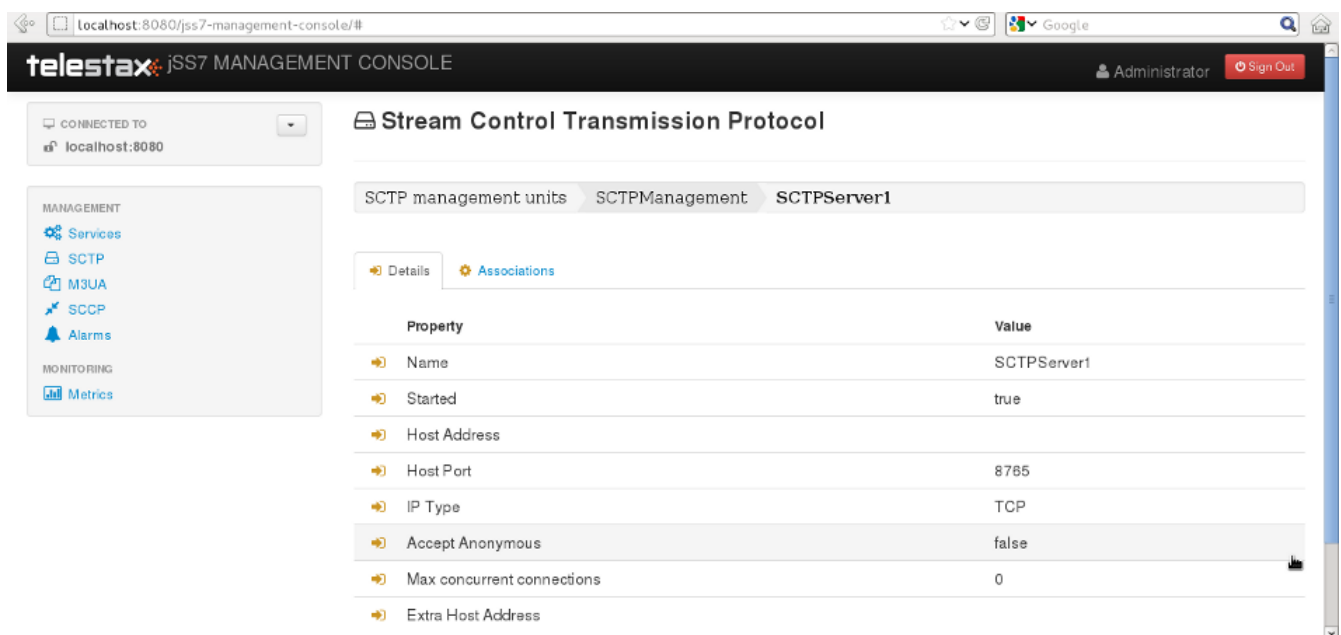 localhost:8080/jss7-management-console/#
Google
telestax jSS7 MANAGEMENT CONSOLE
Administrator
Sign Out
CONNECTED TO
localhost:8080
MANAGEMENT
Services
SCTP
M3UA
SCCP
Alarms
MONITORING
Metrics
Stream Control Transmission Protocol
SCTP management units SCTPManagement SCTPServer1
Details Associations
Property Value
Name SCTPServer1
Started true
Host Address
Host Port 8765
IP Type TCP
Accept Anonymous false
Max concurrent connections 0
Extra Host Address